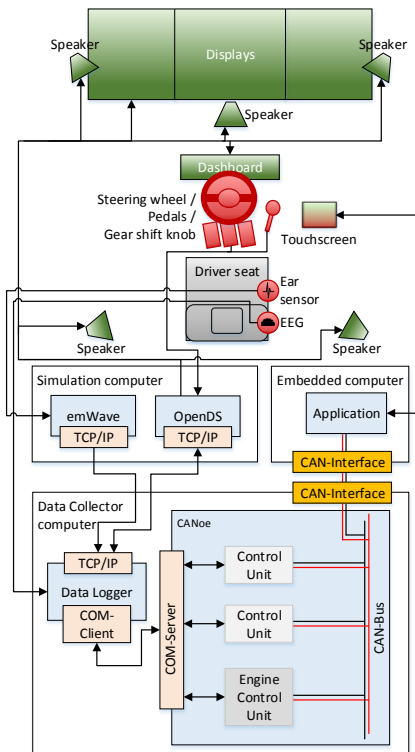 Speaker
Displays
Speaker
Speaker
Dashboard
Steering wheel /
Pedals /
Gear shift knob
Touchscreen
Driver seat
Ear
sensor
EEG
Speaker
Speaker
Simulation computer
emWave
TCP/IP
OpenDS
TCP/IP
Embedded computer
Application
CAN-Interface
CAN-Interface
Data Collector
computer
CANoe
TCP/IP
Data Logger
COM-
Client
COM-Server
Control
Unit
Control
Unit
Engine
Control
Unit
CAN-Bus